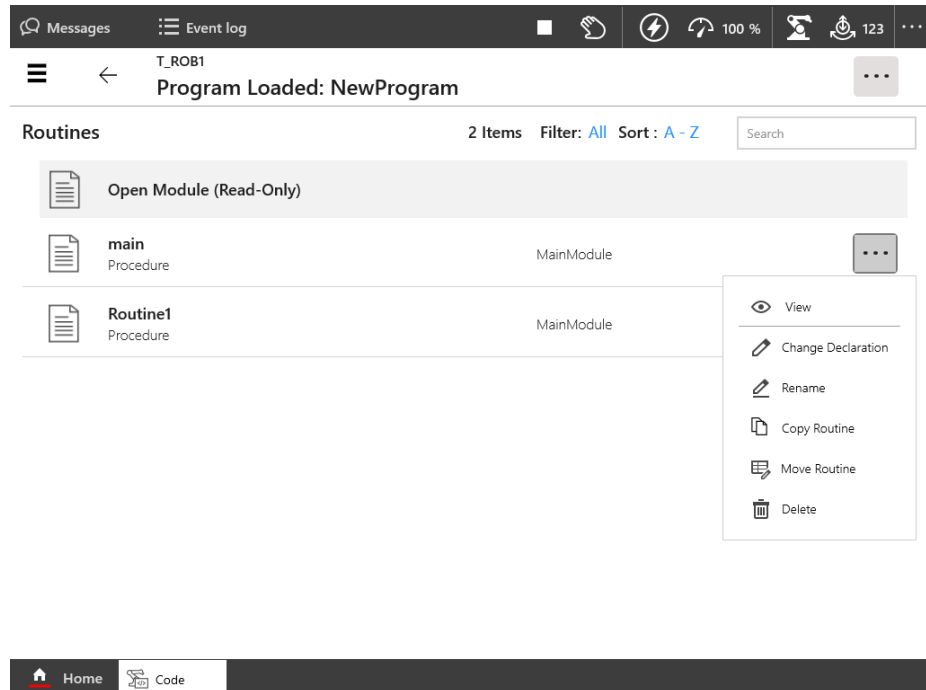 Messages Event log 100 % 123
T_ROB1
Program Loaded: NewProgram
Routines 2 Items Filter: All Sort : A - Z Search
Open Module (Read-Only)
main
Procedure MainModule
Routine1
Procedure MainModule
View
Change Declaration
Rename
Copy Routine
Move Routine
Delete
Home Code